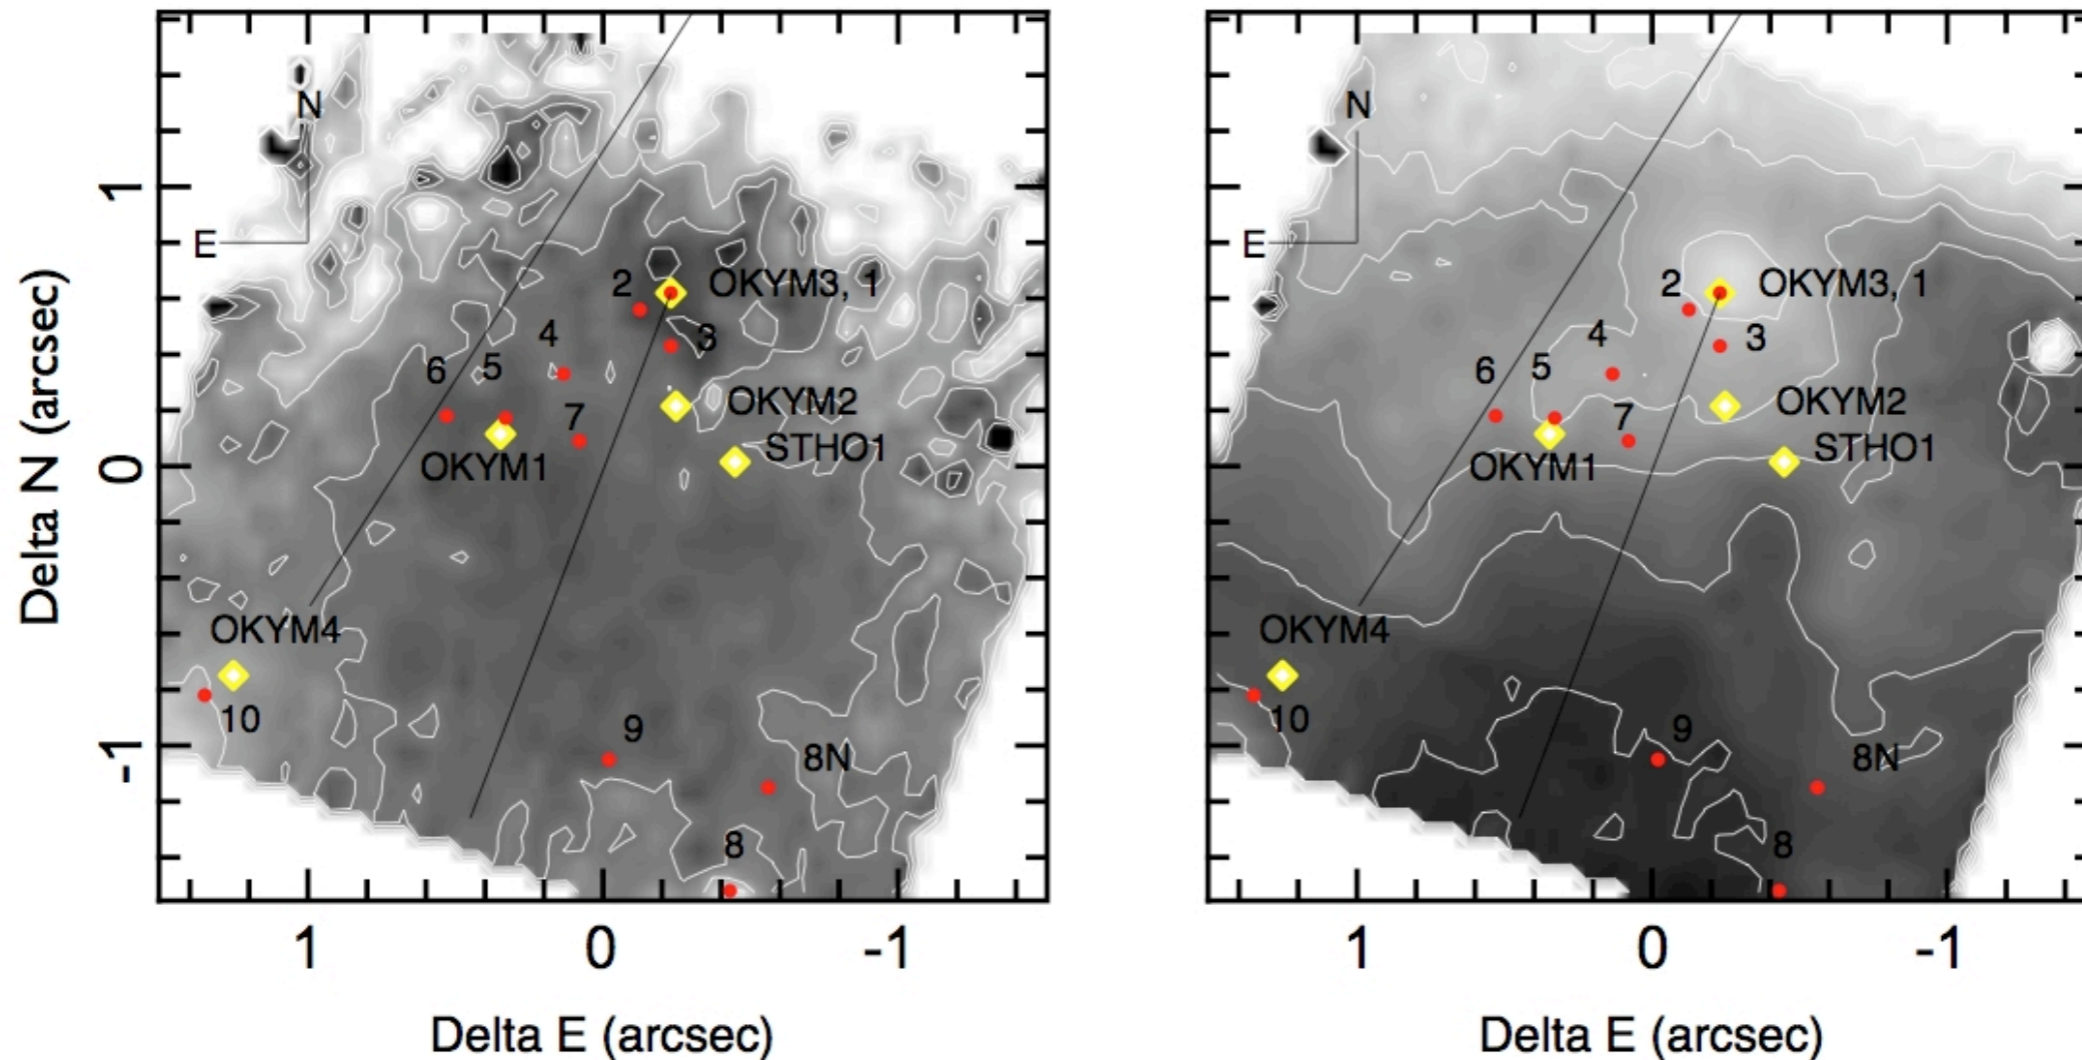 N
E
1
0
-1
Delta N (arcsec)
2
OKYM3, 1
3
4
5
6
7
OKYM2
STHO1
OKYM1
OKYM4
10
9
8N
8
1
0
-1
Delta E (arcsec)
N
E
2
OKYM3, 1
3
4
5
6
7
OKYM2
STHO1
OKYM1
OKYM4
10
9
8N
8
1
0
-1
Delta E (arcsec)